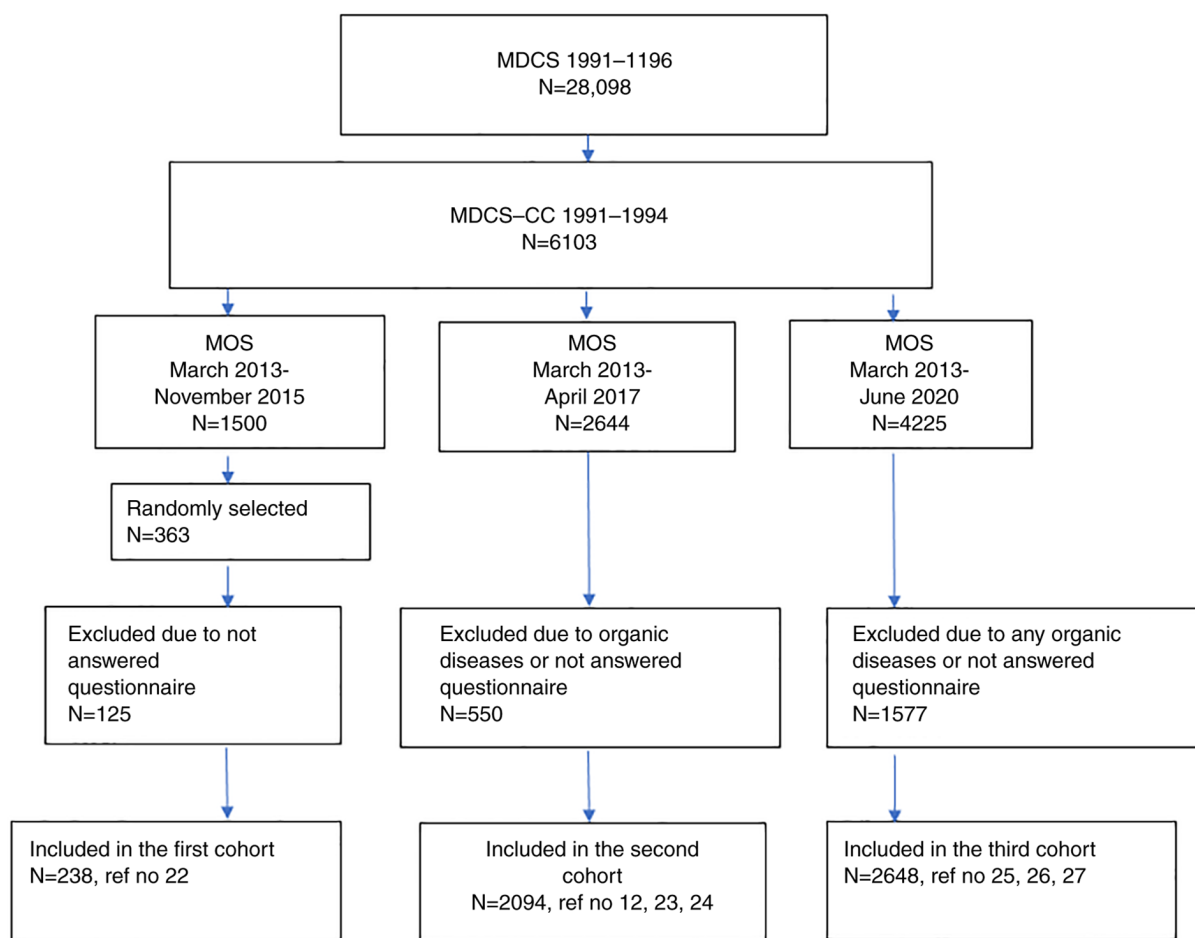 MDCS 1991–1196
N=28,098
MDCS–CC 1991–1994
N=6103
MOS
March 2013-
November 2015
N=1500
MOS
March 2013-
April 2017
N=2644
MOS
March 2013-
June 2020
N=4225
Randomly selected
N=363
Excluded due to not
answered
questionnaire
N=125
Excluded due to organic
diseases or not answered
questionnaire
N=550
Excluded due to any organic
diseases or not answered
questionnaire
N=1577
Included in the first cohort
N=238, ref no 22
Included in the second
cohort
N=2094, ref no 12, 23, 24
Included in the third cohort
N=2648, ref no 25, 26, 27